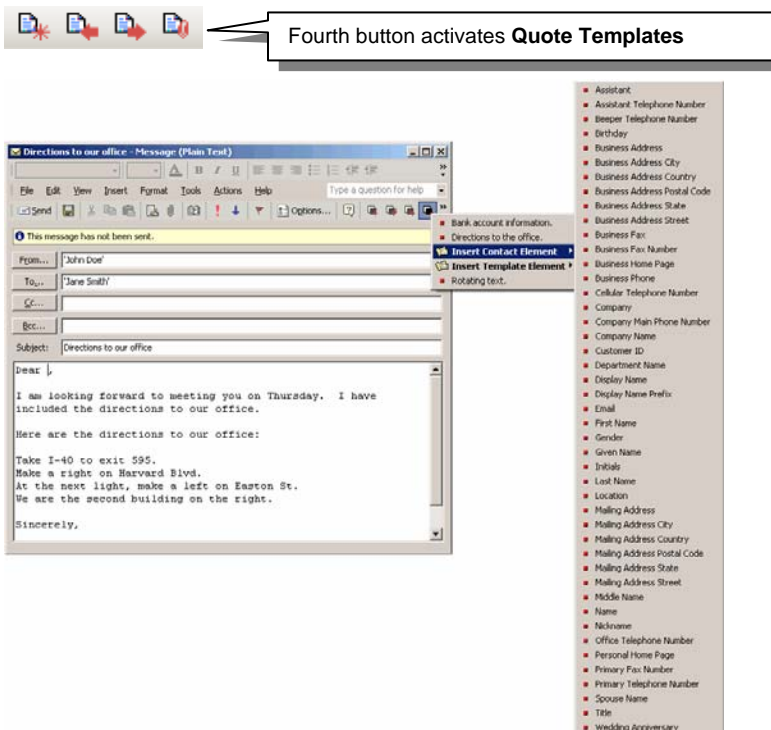 Fourth button activates Quote Templates
Directions to our office - Message (Plain Text)
File Edit View Insert Format Tools Actions Help Type a question for help
Send Options...
This message has not been sent.
From... 'John Doe'
To... 'Jane Smith'
Cc...
Bcc...
Subject: Directions to our office
Dear ,
I am looking forward to meeting you on Thursday. I have
included the directions to our office.
Here are the directions to our office:
Take I-40 to exit 595.
Make a right on Harvard Blvd.
At the next light, make a left on Easton St.
We are the second building on the right.
Sincerely,
Bank account information.
Directions to the office.
Insert Contact Element
Insert Template Element
Rotating text.
Assistant
Assistant Telephone Number
Beeper Telephone Number
Birthday
Business Address
Business Address City
Business Address Country
Business Address Postal Code
Business Address State
Business Address Street
Business Fax
Business Fax Number
Business Home Page
Business Phone
Cellular Telephone Number
Company
Company Main Phone Number
Company Name
Customer ID
Department Name
Display Name
Display Name Prefix
Email
First Name
Gender
Given Name
Initials
Last Name
Location
Mailing Address
Mailing Address City
Mailing Address Country
Mailing Address Postal Code
Mailing Address State
Mailing Address Street
Middle Name
Name
Nickname
Office Telephone Number
Personal Home Page
Primary Fax Number
Primary Telephone Number
Spouse Name
Title
Wedding Anniversary